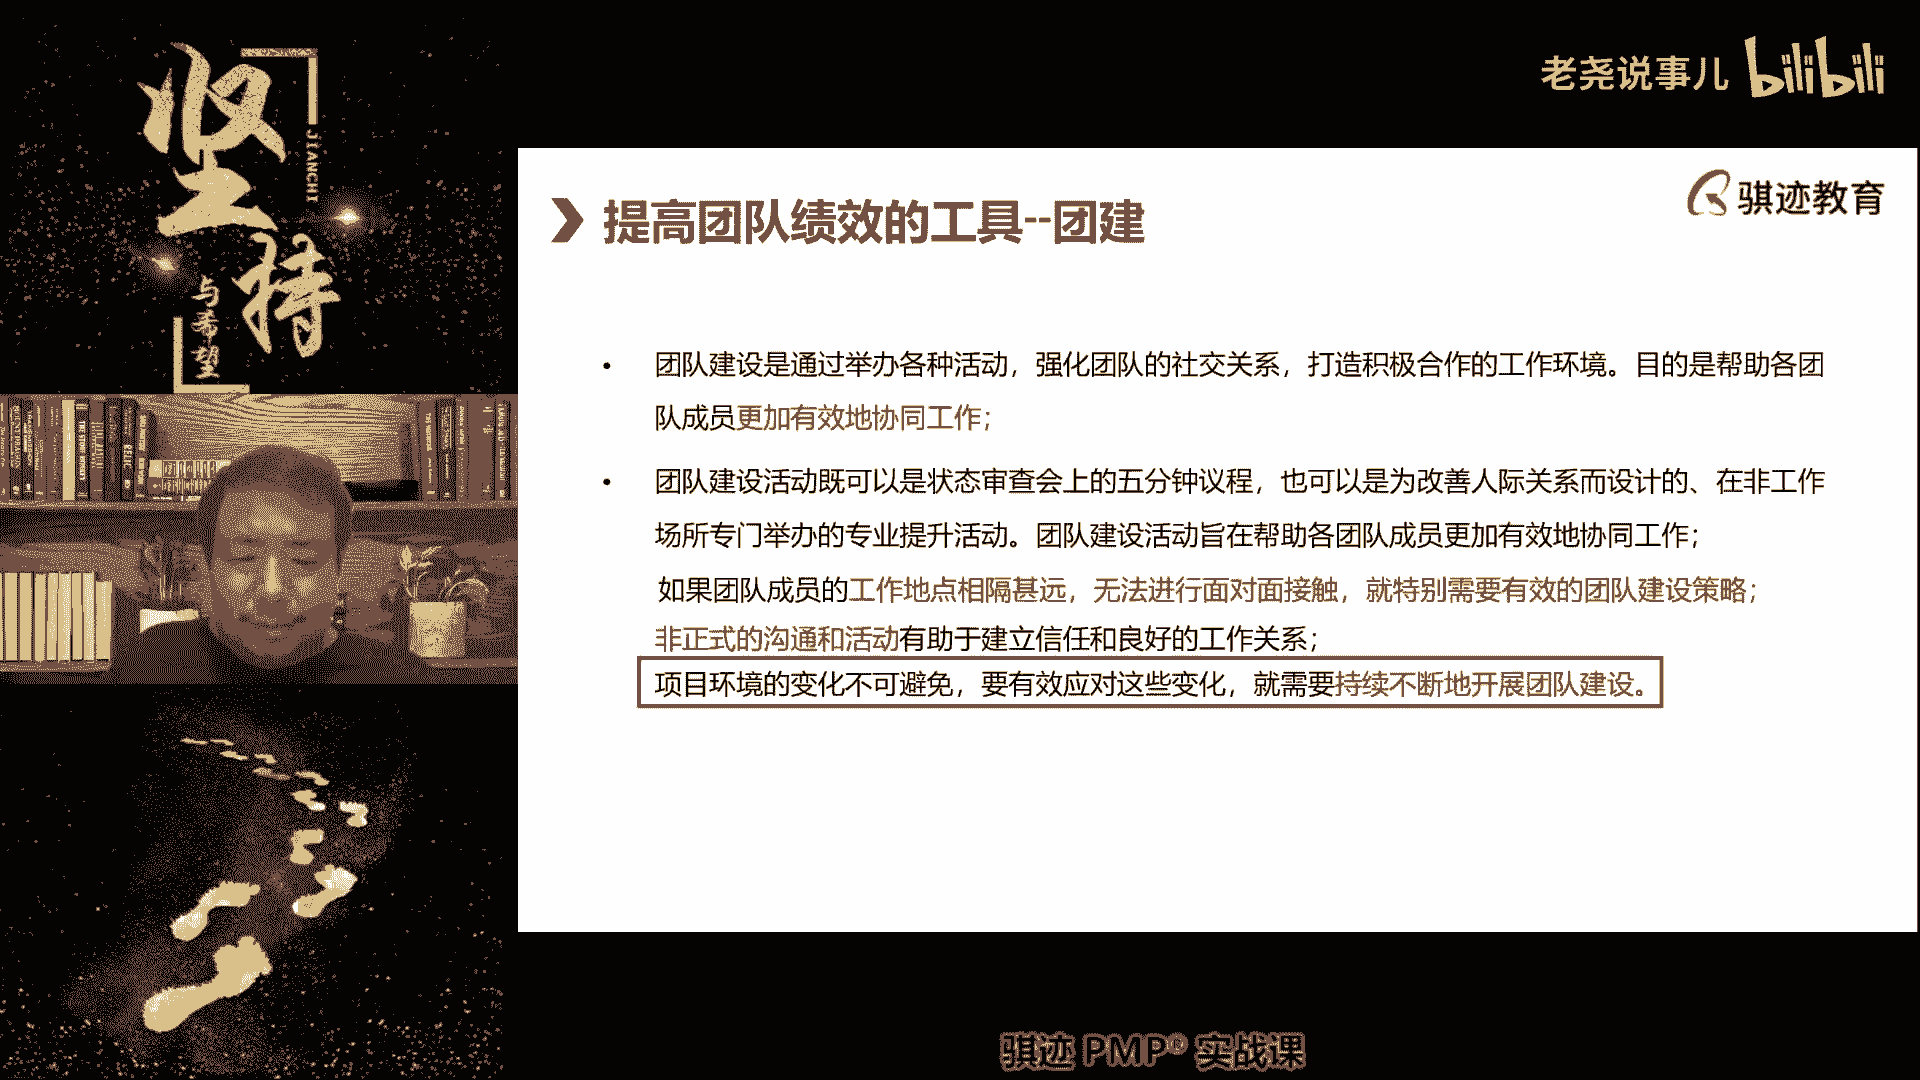 坚持
JIANCHI
与希望
老尧说事儿 bilibili
骐迹教育
提高团队绩效的工具--团建
• 团队建设是通过举办各种活动，强化团队的社交关系，打造积极合作的工作环境。目的是帮助各团
队成员更加有效地协同工作；
• 团队建设活动既可以是状态审查会上的五分钟议程，也可以是为改善人际关系而设计的、在非工作
场所专门举办的专业提升活动。团队建设活动旨在帮助各团队成员更加有效地协同工作；
如果团队成员的工作地点相隔甚远，无法进行面对面接触，就特别需要有效的团队建设策略；
非正式的沟通和活动有助于建立信任和良好的工作关系；
项目环境的变化不可避免，要有效应对这些变化，就需要持续不断地开展团队建设。
骐迹 PMP® 实战课